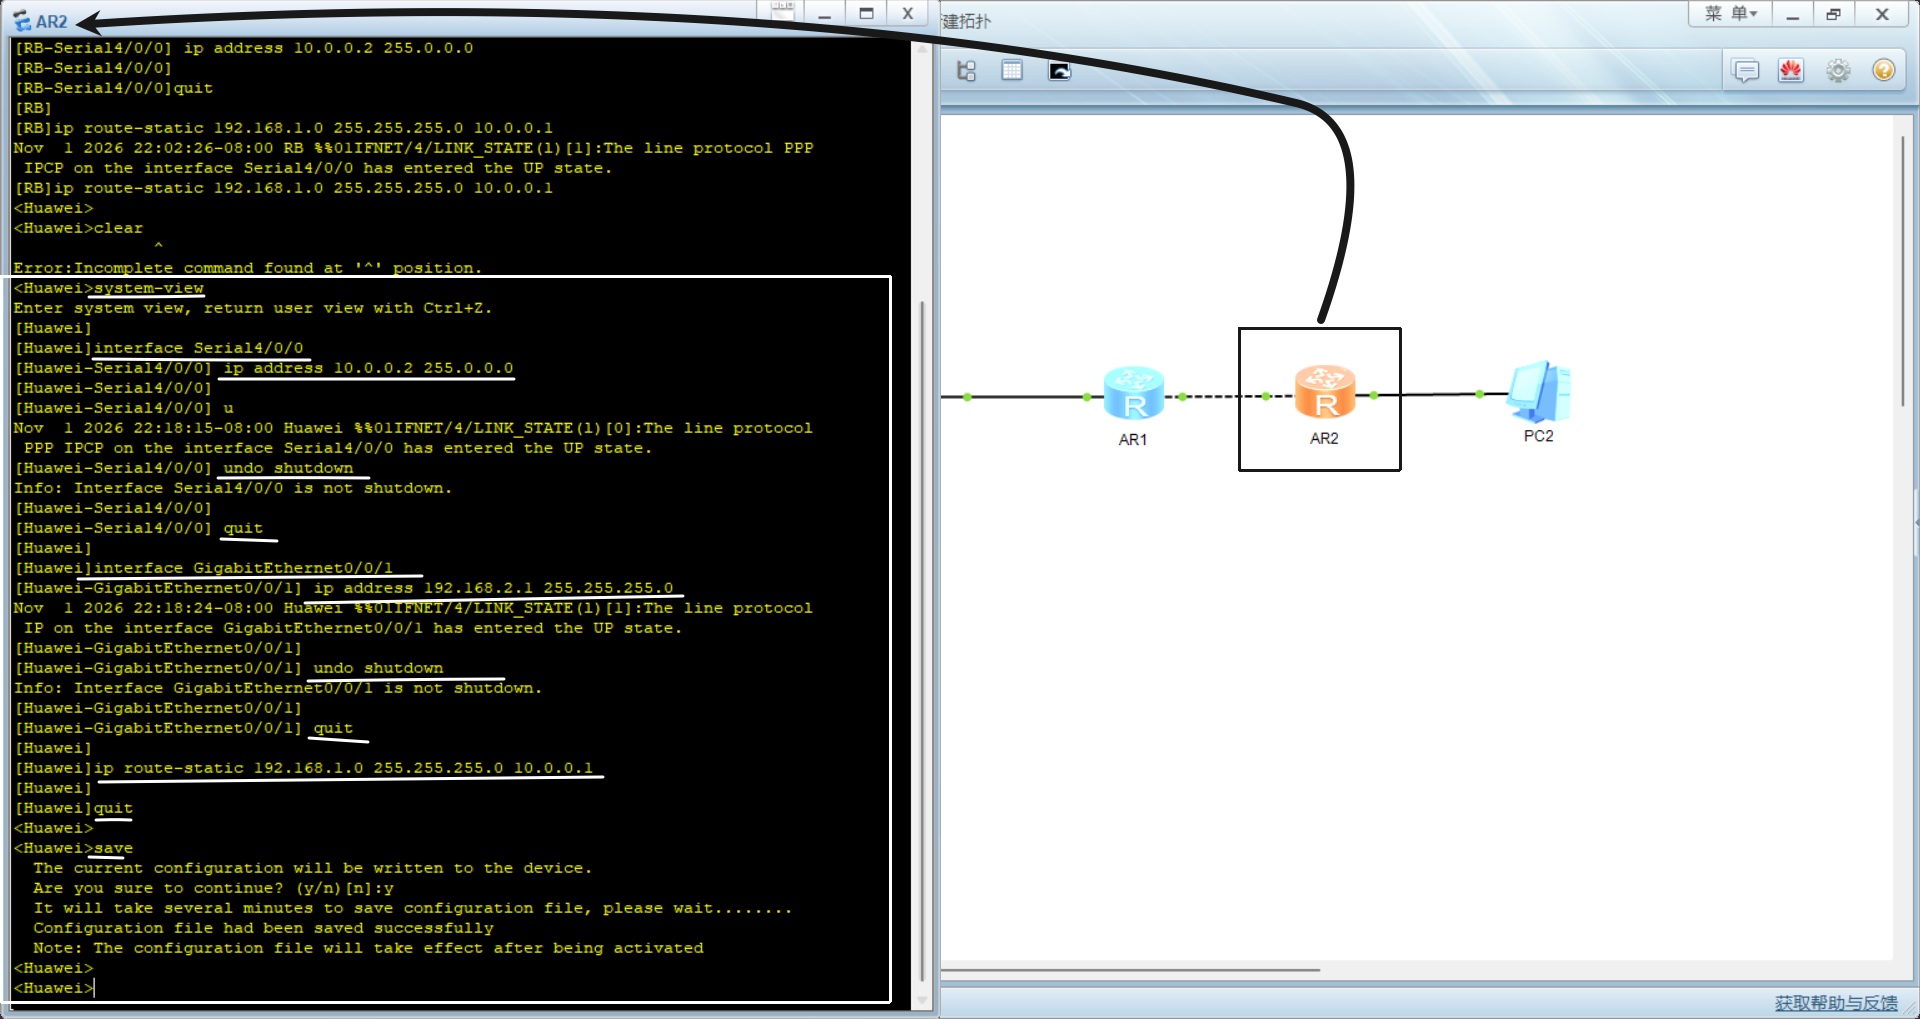 AR2
[RB-Serial4/0/0] ip address 10.0.0.2 255.0.0.0
[RB-Serial4/0/0]
[RB-Serial4/0/0]quit
[RB]
[RB]ip route-static 192.168.1.0 255.255.255.0 10.0.0.1
Nov  1 2026 22:02:26-08:00 RB %%01IFNET/4/LINK_STATE(l)[1]:The line protocol PPP
IPCP on the interface Serial4/0/0 has entered the UP state.
[RB]ip route-static 192.168.1.0 255.255.255.0 10.0.0.1
<Huawei>
<Huawei>clear
^
Error:Incomplete command found at '^' position.
<Huawei>system-view
Enter system view, return user view with Ctrl+Z.
[Huawei]
[Huawei]interface Serial4/0/0
[Huawei-Serial4/0/0] ip address 10.0.0.2 255.0.0.0
[Huawei-Serial4/0/0]
[Huawei-Serial4/0/0] u
Nov  1 2026 22:18:15-08:00 Huawei %%01IFNET/4/LINK_STATE(l)[0]:The line protocol
PPP IPCP on the interface Serial4/0/0 has entered the UP state.
[Huawei-Serial4/0/0] undo shutdown
Info: Interface Serial4/0/0 is not shutdown.
[Huawei-Serial4/0/0]
[Huawei-Serial4/0/0] quit
[Huawei]
[Huawei]interface GigabitEthernet0/0/1
[Huawei-GigabitEthernet0/0/1] ip address 192.168.2.1 255.255.255.0
Nov  1 2026 22:18:24-08:00 Huawei %%01IFNET/4/LINK_STATE(l)[1]:The line protocol
IP on the interface GigabitEthernet0/0/1 has entered the UP state.
[Huawei-GigabitEthernet0/0/1]
[Huawei-GigabitEthernet0/0/1] undo shutdown
Info: Interface GigabitEthernet0/0/1 is not shutdown.
[Huawei-GigabitEthernet0/0/1]
[Huawei-GigabitEthernet0/0/1] quit
[Huawei]
[Huawei]ip route-static 192.168.1.0 255.255.255.0 10.0.0.1
[Huawei]
[Huawei]quit
<Huawei>
<Huawei>save
The current configuration will be written to the device.
Are you sure to continue? (y/n)[n]:y
It will take several minutes to save configuration file, please wait........
Configuration file had been saved successfully
Note: The configuration file will take effect after being activated
<Huawei>
<Huawei>
建拓扑
菜 单
R
AR1
R
AR2
PC2
获取帮助与反馈